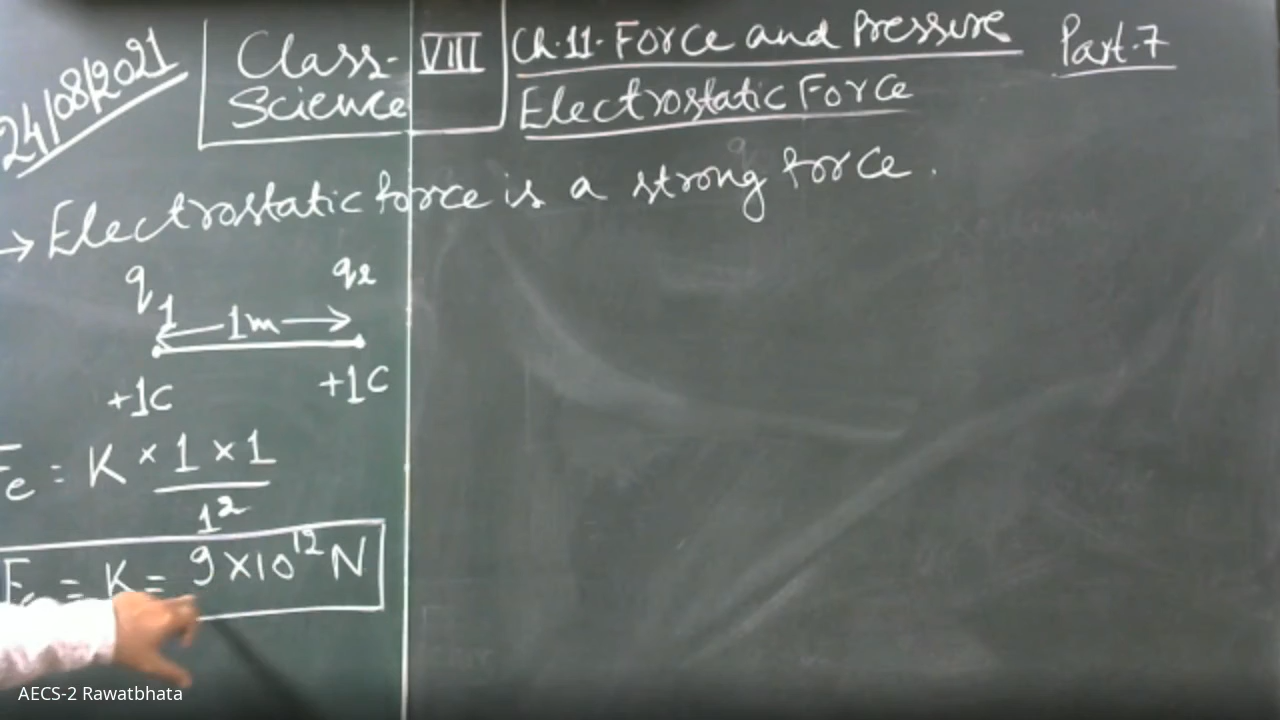 24/08/2021
Class- VIII
Science
Ch.11. Force and Pressure
Part.7
Electrostatic Force
→ Electrostatic force is a strong force.
q1 q2
1m
+1C +1C
Fe = K × 1 × 1
1²
Fe = K = 9×10¹² N
AECS-2 Rawatbhata